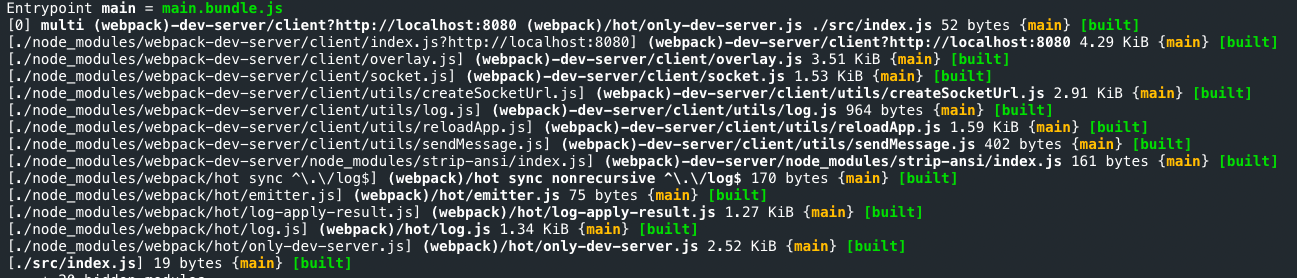 Entrypoint main = main.bundle.js
[0] multi (webpack)-dev-server/client?http://localhost:8080 (webpack)/hot/only-dev-server.js ./src/index.js 52 bytes {main} [built]
[./node_modules/webpack-dev-server/client/index.js?http://localhost:8080] (webpack)-dev-server/client?http://localhost:8080 4.29 KiB {main} [built]
[./node_modules/webpack-dev-server/client/overlay.js] (webpack)-dev-server/client/overlay.js 3.51 KiB {main} [built]
[./node_modules/webpack-dev-server/client/socket.js] (webpack)-dev-server/client/socket.js 1.53 KiB {main} [built]
[./node_modules/webpack-dev-server/client/utils/createSocketUrl.js] (webpack)-dev-server/client/utils/createSocketUrl.js 2.91 KiB {main} [built]
[./node_modules/webpack-dev-server/client/utils/log.js] (webpack)-dev-server/client/utils/log.js 964 bytes {main} [built]
[./node_modules/webpack-dev-server/client/utils/reloadApp.js] (webpack)-dev-server/client/utils/reloadApp.js 1.59 KiB {main} [built]
[./node_modules/webpack-dev-server/client/utils/sendMessage.js] (webpack)-dev-server/client/utils/sendMessage.js 402 bytes {main} [built]
[./node_modules/webpack-dev-server/node_modules/strip-ansi/index.js] (webpack)-dev-server/node_modules/strip-ansi/index.js 161 bytes {main} [built]
[./node_modules/webpack/hot sync ^\.\/log$] (webpack)/hot sync nonrecursive ^\.\/log$ 170 bytes {main} [built]
[./node_modules/webpack/hot/emitter.js] (webpack)/hot/emitter.js 75 bytes {main} [built]
[./node_modules/webpack/hot/log-apply-result.js] (webpack)/hot/log-apply-result.js 1.27 KiB {main} [built]
[./node_modules/webpack/hot/log.js] (webpack)/hot/log.js 1.34 KiB {main} [built]
[./node_modules/webpack/hot/only-dev-server.js] (webpack)/hot/only-dev-server.js 2.52 KiB {main} [built]
[./src/index.js] 19 bytes {main} [built]
hidden modules